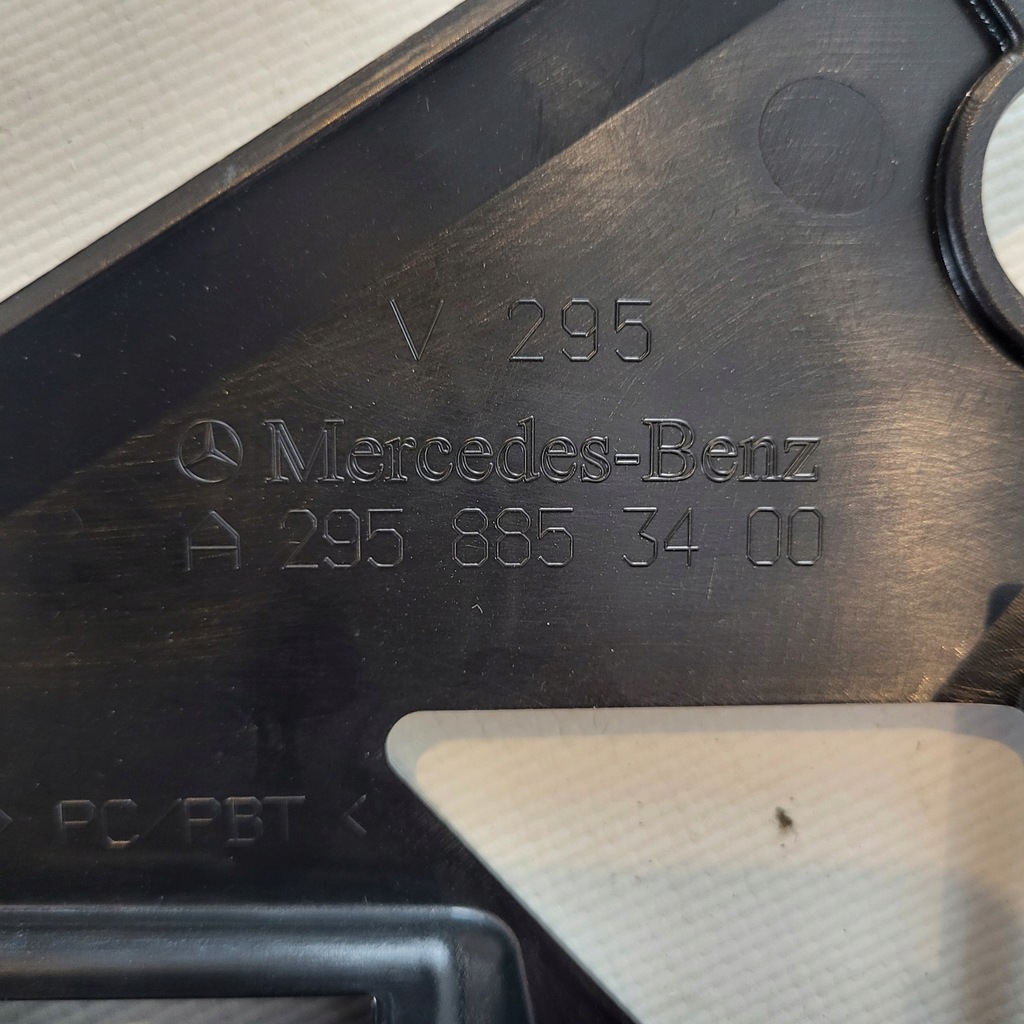 V 295
Mercedes-Benz
A 295 885 34 00
> PC/PBT <